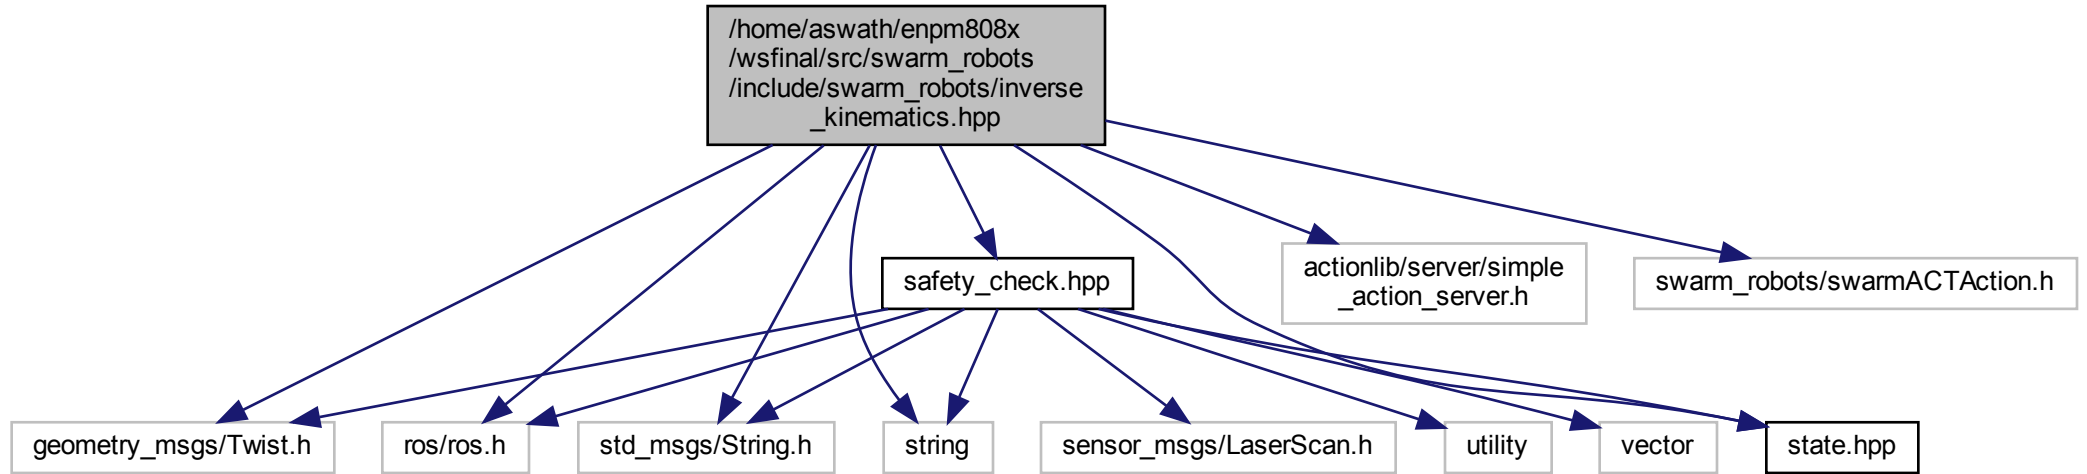 /home/aswath/enpm808x
/wsfinal/src/swarm_robots
/include/swarm_robots/inverse
_kinematics.hpp
safety_check.hpp
actionlib/server/simple
_action_server.h
swarm_robots/swarmACTAction.h
geometry_msgs/Twist.h
ros/ros.h
std_msgs/String.h
string
sensor_msgs/LaserScan.h
utility
vector
state.hpp